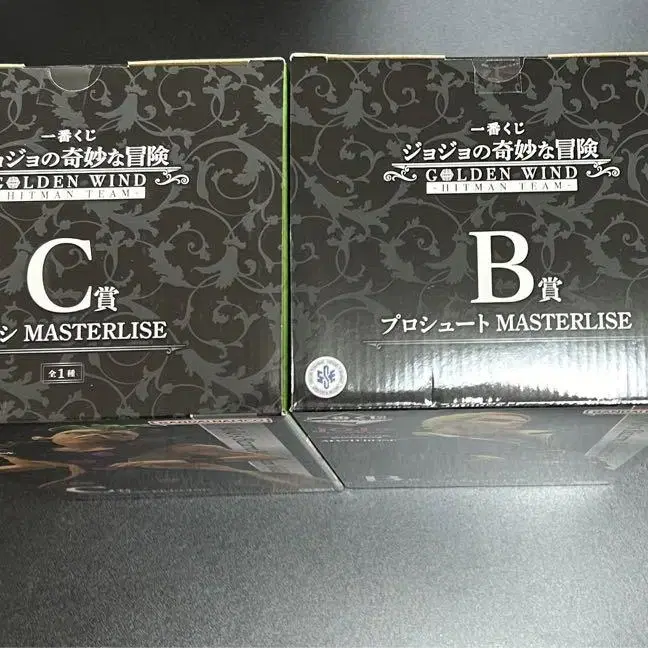 一番くじ
ョジョの奇妙な冒険
GOLDEN WIND
-HITMAN TEAM-
C賞
シ MASTERLISE
全1種
一番くじ
ジョジョの奇妙な冒険
GOLDEN WIND
-HITMAN TEAM-
B賞
プロシュート MASTERLISE